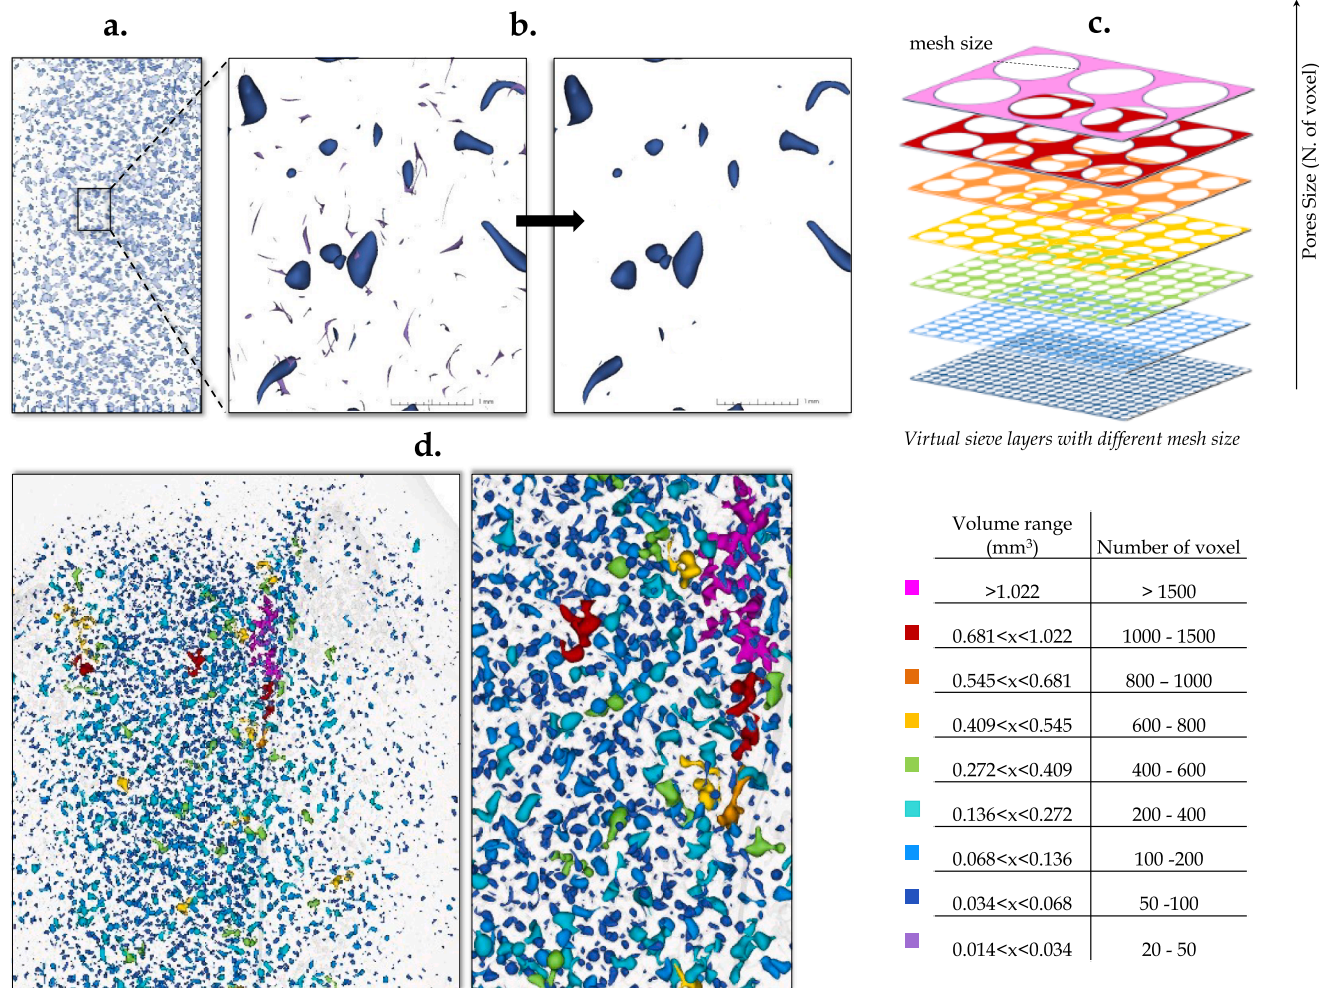 a.
b.
c.
mesh size
Pores Size (N. of voxel)
1 mm
1 mm
Virtual sieve layers with different mesh size
d.
Volume range
(mm³)
Number of voxel
>1.022
> 1500
0.681<x<1.022
1000 - 1500
0.545<x<0.681
800 – 1000
0.409<x<0.545
600 - 800
0.272<x<0.409
400 - 600
0.136<x<0.272
200 - 400
0.068<x<0.136
100 -200
0.034<x<0.068
50 -100
0.014<x<0.034
20 - 50